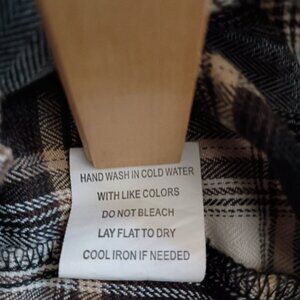 HAND WASH IN COLD WATER
WITH LIKE COLORS
DO NOT BLEACH
LAY FLAT TO DRY
COOL IRON IF NEEDED